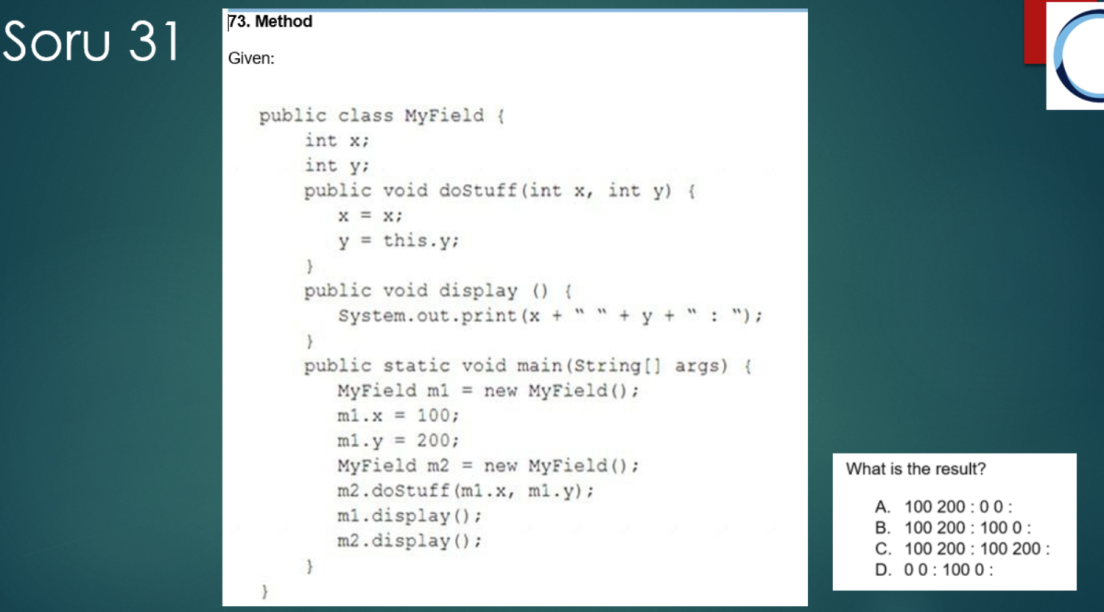 Soru 31
73. Method
Given:
public class MyField {
int x;
int y;
public void doStuff(int x, int y) {
x = x;
y = this.y;
}
public void display () {
System.out.print(x + " " + y + " : ");
}
public static void main(String[] args) {
MyField m1 = new MyField();
m1.x = 100;
m1.y = 200;
MyField m2 = new MyField();
m2.doStuff(m1.x, m1.y);
m1.display();
m2.display();
}
}
What is the result?
A. 100 200 : 0 0 :
B. 100 200 : 100 0 :
C. 100 200 : 100 200 :
D. 0 0 : 100 0 :